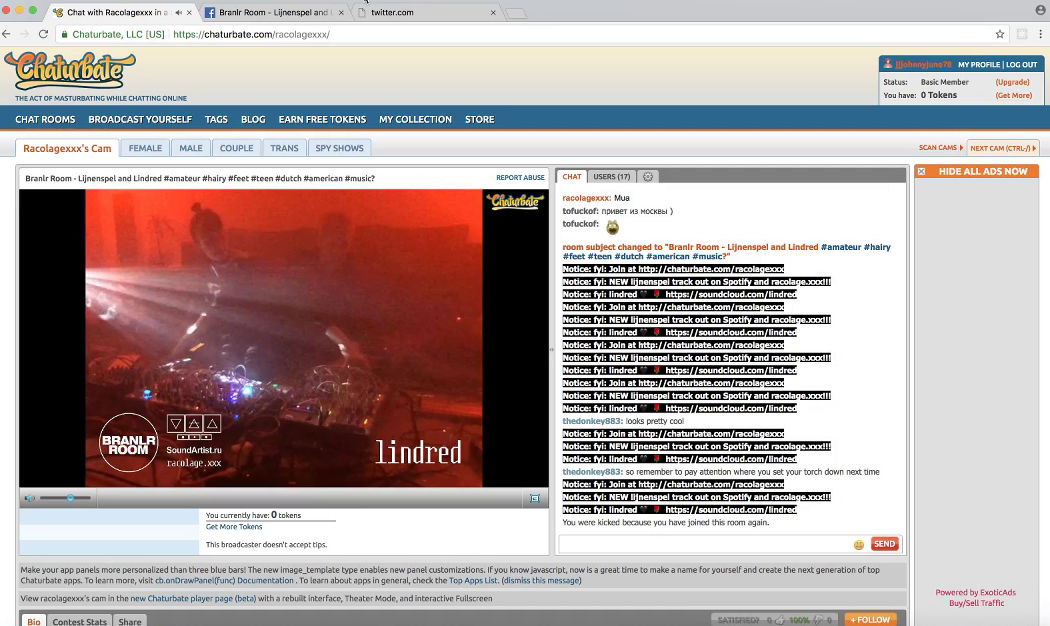 Chat with Racolagexxx in a
Branlr Room - Lijnenspel and L
twitter.com
Chaturbate, LLC [US]
https://chaturbate.com/racolagexxx/
Chaturbate
THE ACT OF MASTURBATING WHILE CHATTING ONLINE
jjjohnnyjune78 MY PROFILE | LOG OUT
Status: Basic Member (Upgrade)
You have: 0 Tokens (Get More)
CHAT ROOMS BROADCAST YOURSELF TAGS BLOG EARN FREE TOKENS MY COLLECTION STORE
Racolagexxx's Cam FEMALE MALE COUPLE TRANS SPY SHOWS
SCAN CAMS NEXT CAM (CTRL-/)
Branlr Room - Lijnenspel and Lindred #amateur #hairy #feet #teen #dutch #american #music?
REPORT ABUSE
Chaturbate
BRANLR
ROOM
SoundArtist.ru
racolage.xxx
lindred
You currently have: 0 tokens
Get More Tokens
This broadcaster doesn't accept tips.
CHAT USERS (17)
racolagexxx: Mua
tofuckof: привет из москвы )
tofuckof:
room subject changed to "Branlr Room - Lijnenspel and Lindred #amateur #hairy
#feet #teen #dutch #american #music?"
Notice: fyi: Join at http://chaturbate.com/racolagexxx
Notice: fyi: NEW lijnenspel track out on Spotify and racolage.xxx!!!
Notice: fyi: lindred 🖤 🌹 https://soundcloud.com/lindred
Notice: fyi: Join at http://chaturbate.com/racolagexxx
Notice: fyi: NEW lijnenspel track out on Spotify and racolage.xxx!!!
Notice: fyi: lindred 🖤 🌹 https://soundcloud.com/lindred
Notice: fyi: Join at http://chaturbate.com/racolagexxx
Notice: fyi: NEW lijnenspel track out on Spotify and racolage.xxx!!!
Notice: fyi: lindred 🖤 🌹 https://soundcloud.com/lindred
Notice: fyi: Join at http://chaturbate.com/racolagexxx
Notice: fyi: NEW lijnenspel track out on Spotify and racolage.xxx!!!
Notice: fyi: lindred 🖤 🌹 https://soundcloud.com/lindred
thedonkey883: looks pretty cool
Notice: fyi: Join at http://chaturbate.com/racolagexxx
Notice: fyi: NEW lijnenspel track out on Spotify and racolage.xxx!!!
Notice: fyi: lindred 🖤 🌹 https://soundcloud.com/lindred
thedonkey883: so remember to pay attention where you set your torch down next time
Notice: fyi: Join at http://chaturbate.com/racolagexxx
Notice: fyi: NEW lijnenspel track out on Spotify and racolage.xxx!!!
Notice: fyi: lindred 🖤 🌹 https://soundcloud.com/lindred
You were kicked because you have joined this room again.
SEND
HIDE ALL ADS NOW
Powered by ExoticAds
Buy/Sell Traffic
Make your app panels more personalized than three blue bars! The new image_template type enables new panel customizations. If you know javascript, now is a great time to make a name for yourself and create the next generation of top
Chaturbate apps. To learn more, visit cb.onDrawPanel(func) Documentation . To learn about apps in general, check the Top Apps List. (dismiss this message)
View racolagexxx's cam in the new Chaturbate player page (beta) with a rebuilt interface, Theater Mode, and interactive Fullscreen
Bio Contest Stats Share
SATISFIED? 0 100% 0
+ FOLLOW